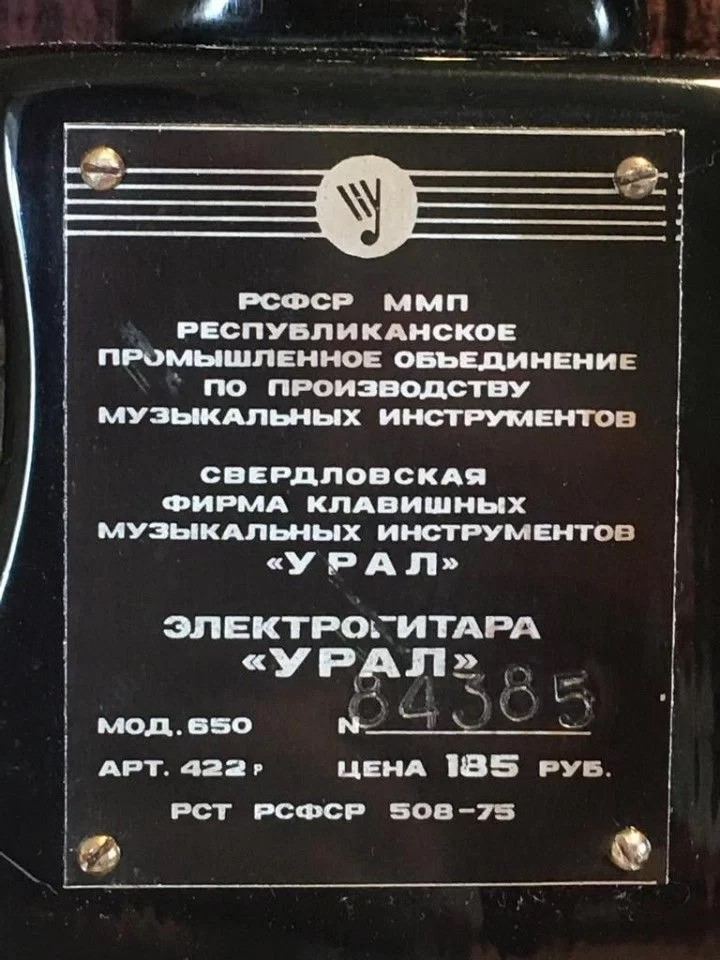 РСФСР ММП
РЕСПУБЛИКАНСКОЕ
ПРОМЫШЛЕННОЕ ОБЪЕДИНЕНИЕ
ПО ПРОИЗВОДСТВУ
МУЗЫКАЛЬНЫХ ИНСТРУМЕНТОВ
СВЕРДЛОВСКАЯ
ФИРМА КЛАВИШНЫХ
МУЗЫКАЛЬНЫХ ИНСТРУМЕНТОВ
«УРАЛ»
ЭЛЕКТРОГИТАРА
«УРАЛ»
МОД. 650 N 84385
АРТ. 422р ЦЕНА 185 РУБ.
РСТ РСФСР 508-75